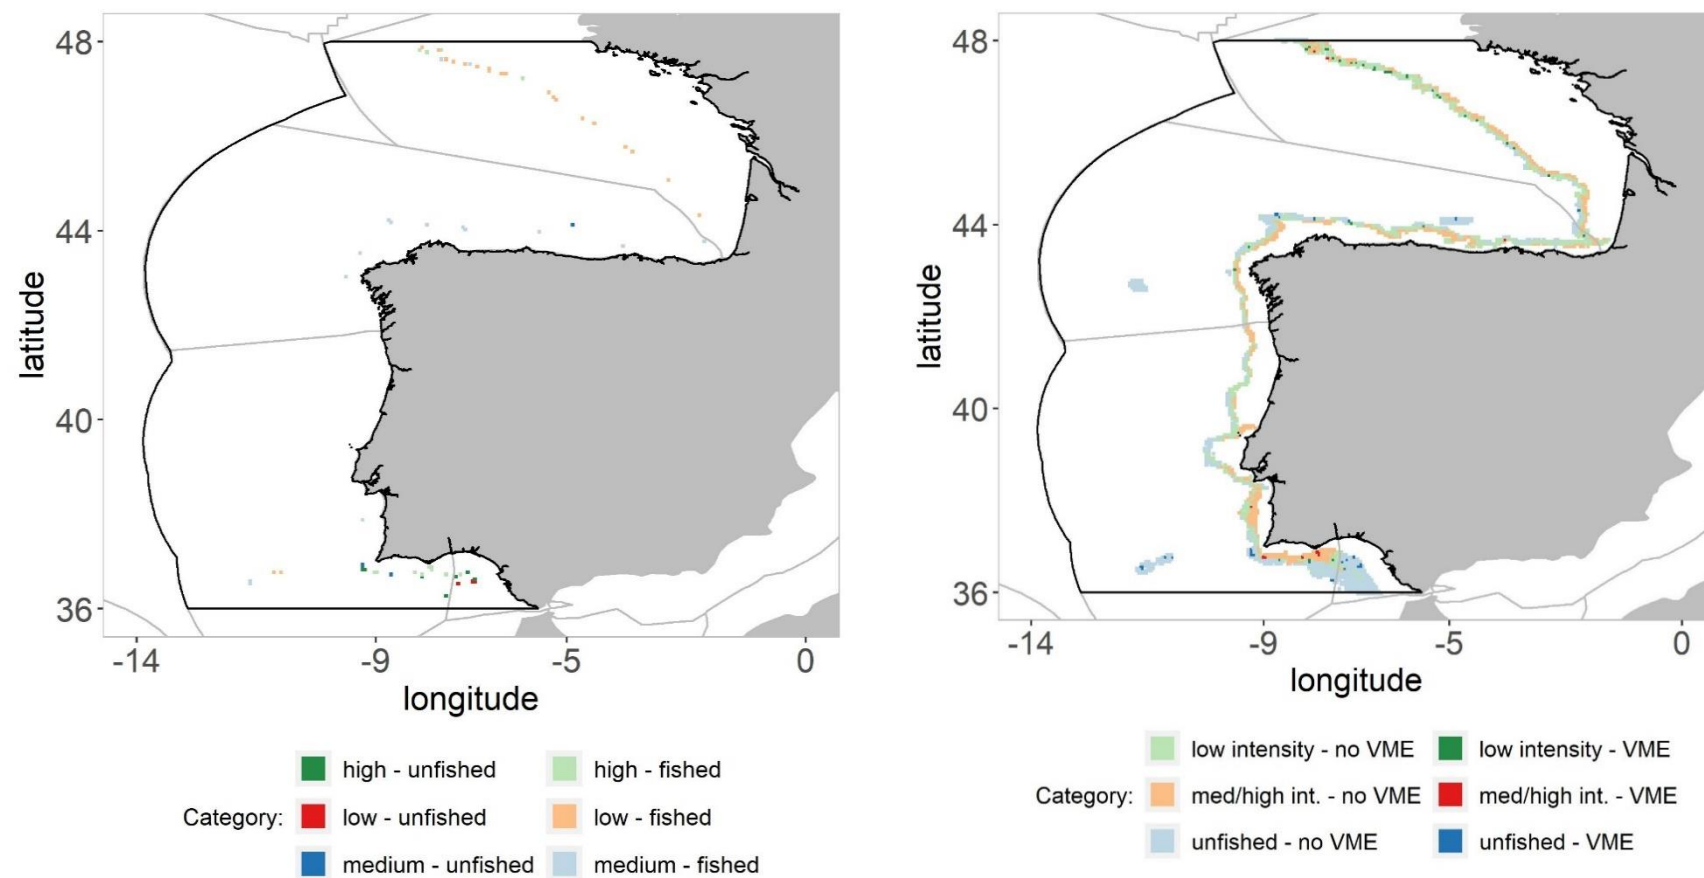 48
44
40
36
latitude
-14
-9
-5
0
longitude
Category:
high - unfished
high - fished
low - unfished
low - fished
medium - unfished
medium - fished
48
44
40
36
latitude
-14
-9
-5
0
longitude
Category:
low intensity - no VME
low intensity - VME
med/high int. - no VME
med/high int. - VME
unfished - no VME
unfished - VME